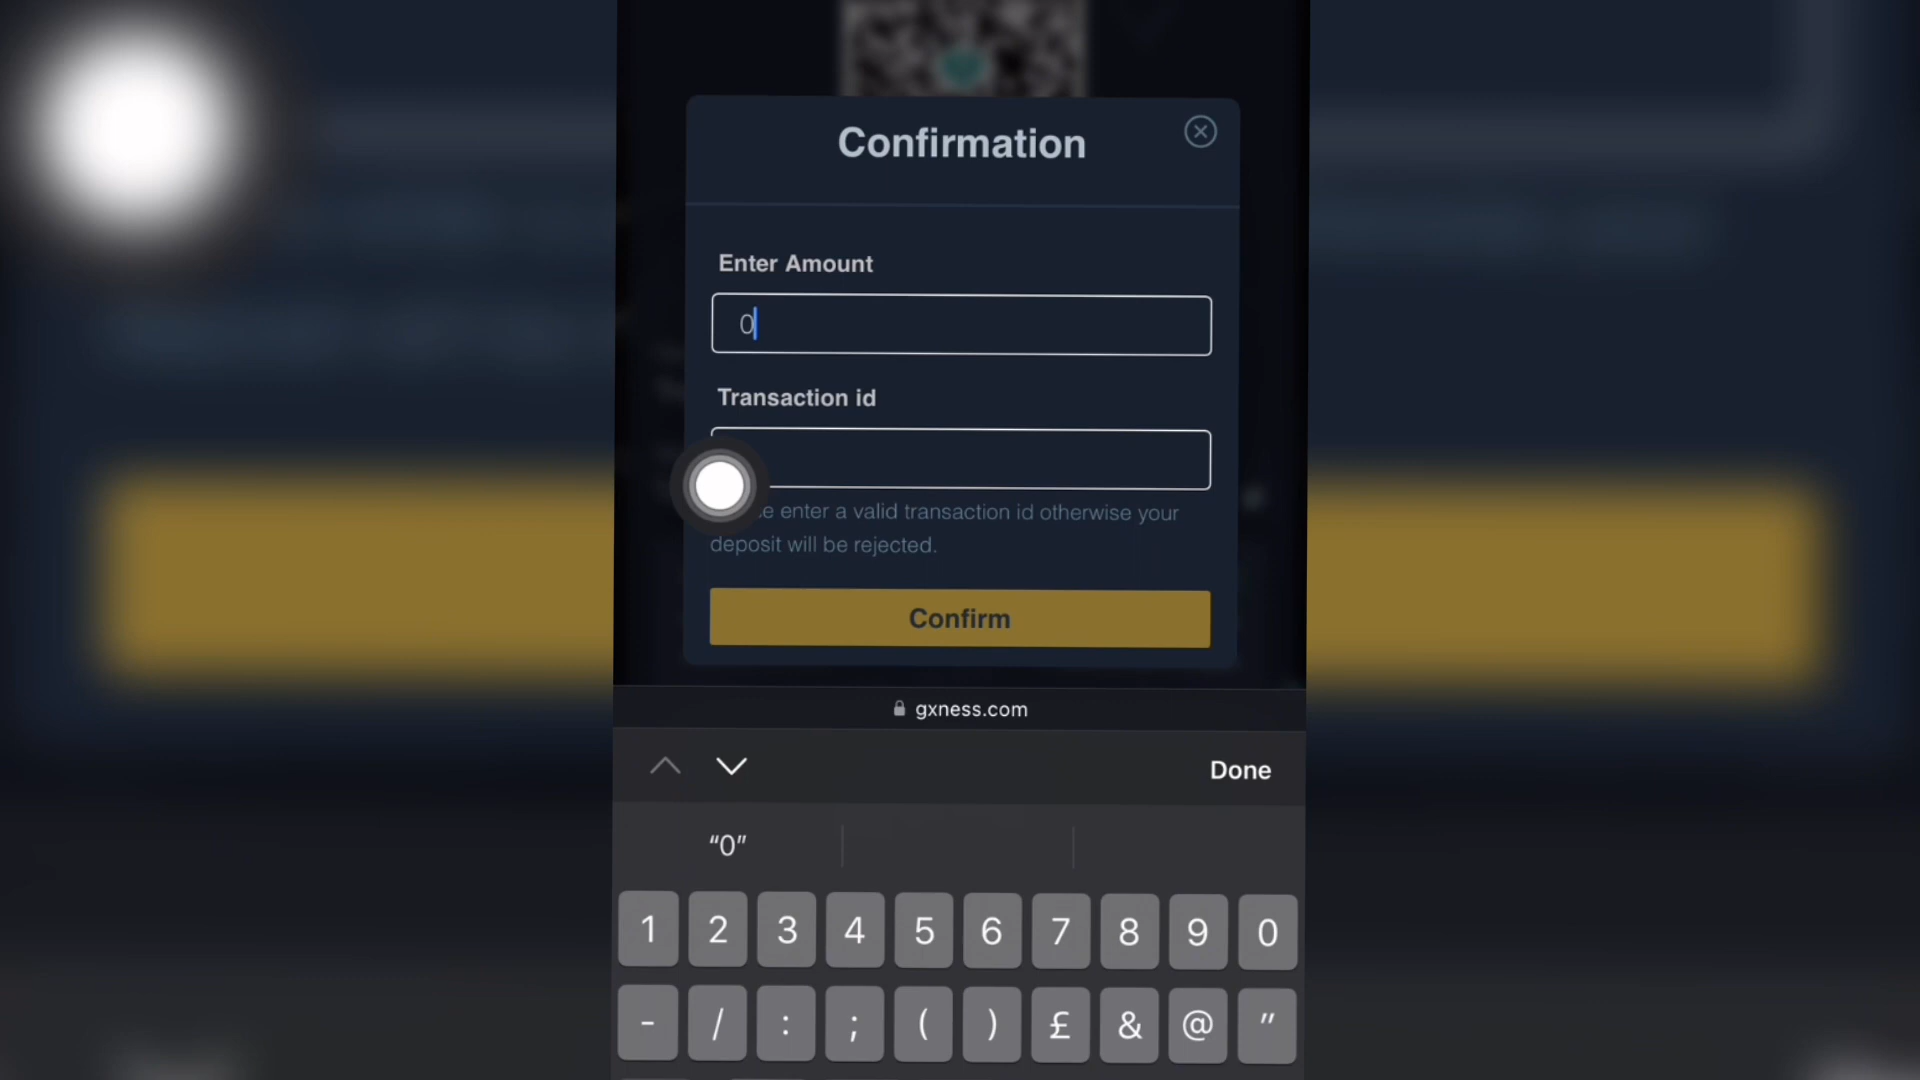 Confirmation
Enter Amount
0
Transaction id
enter a valid transaction id otherwise your
deposit will be rejected.
Confirm
gxness.com
Done
“0”
1 2 3 4 5 6 7 8 9 0
- / : ; ( ) £ & @ "